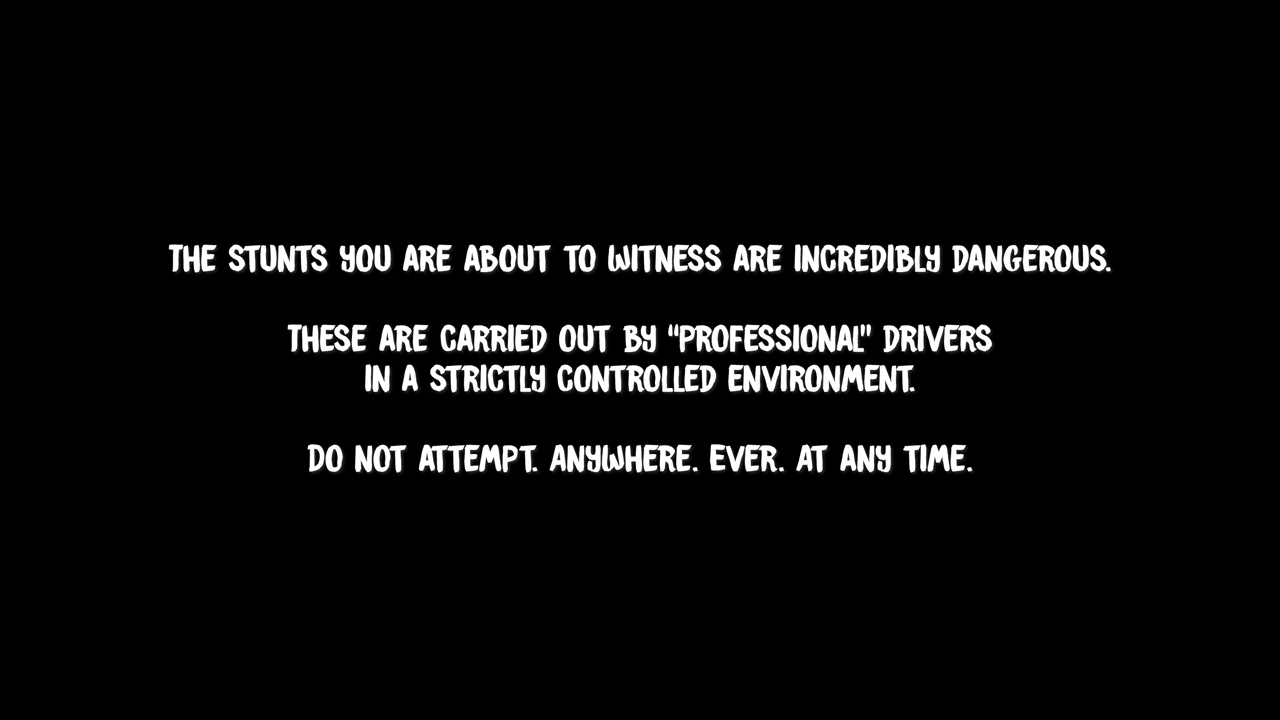 THE STUNTS YOU ARE ABOUT TO WITNESS ARE INCREDIBLY DANGEROUS.
THESE ARE CARRIED OUT BY "PROFESSIONAL" DRIVERS
IN A STRICTLY CONTROLLED ENVIRONMENT.
DO NOT ATTEMPT. ANYWHERE. EVER. AT ANY TIME.